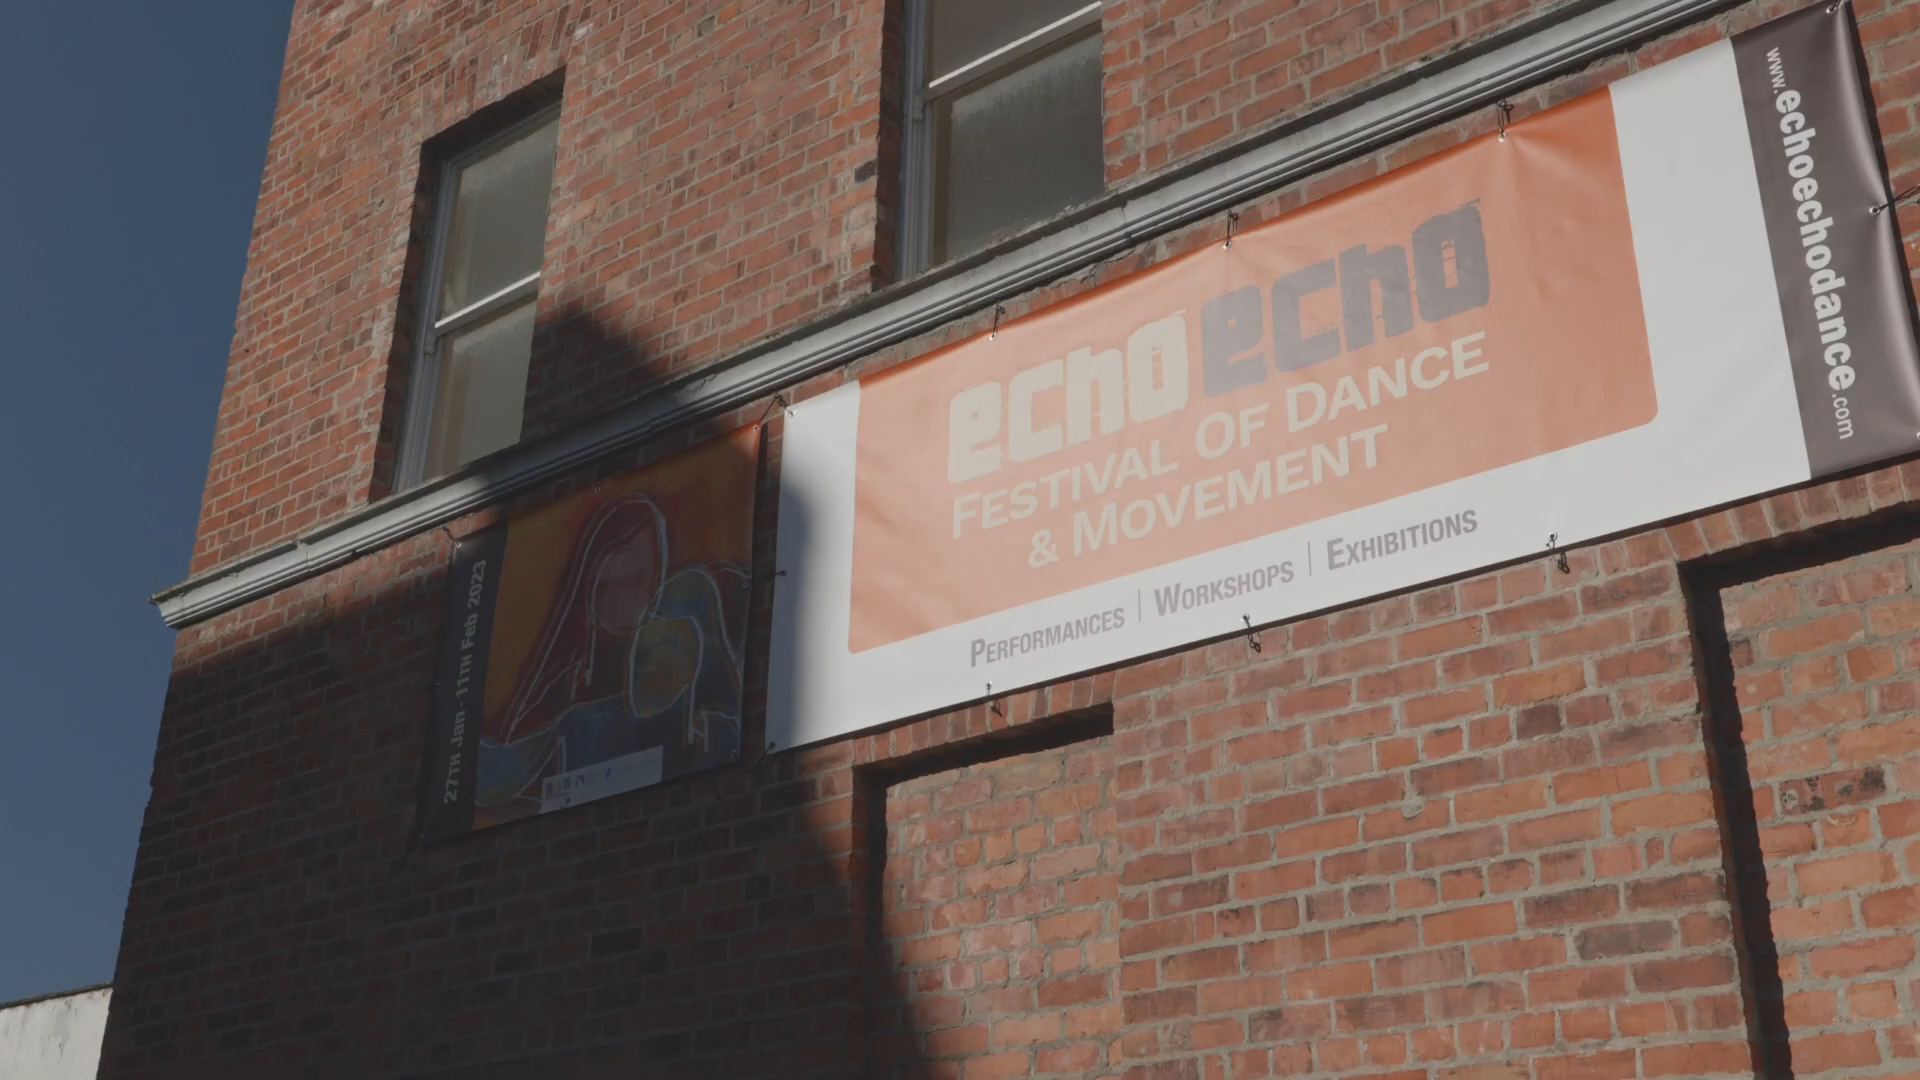 echo echo
FESTIVAL OF DANCE
& MOVEMENT
PERFORMANCES | WORKSHOPS | EXHIBITIONS
www.echoechodance.com
27TH Jan - 11TH Feb 2023